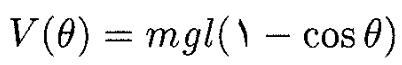 V(θ) = mgl(۱ − cos θ)